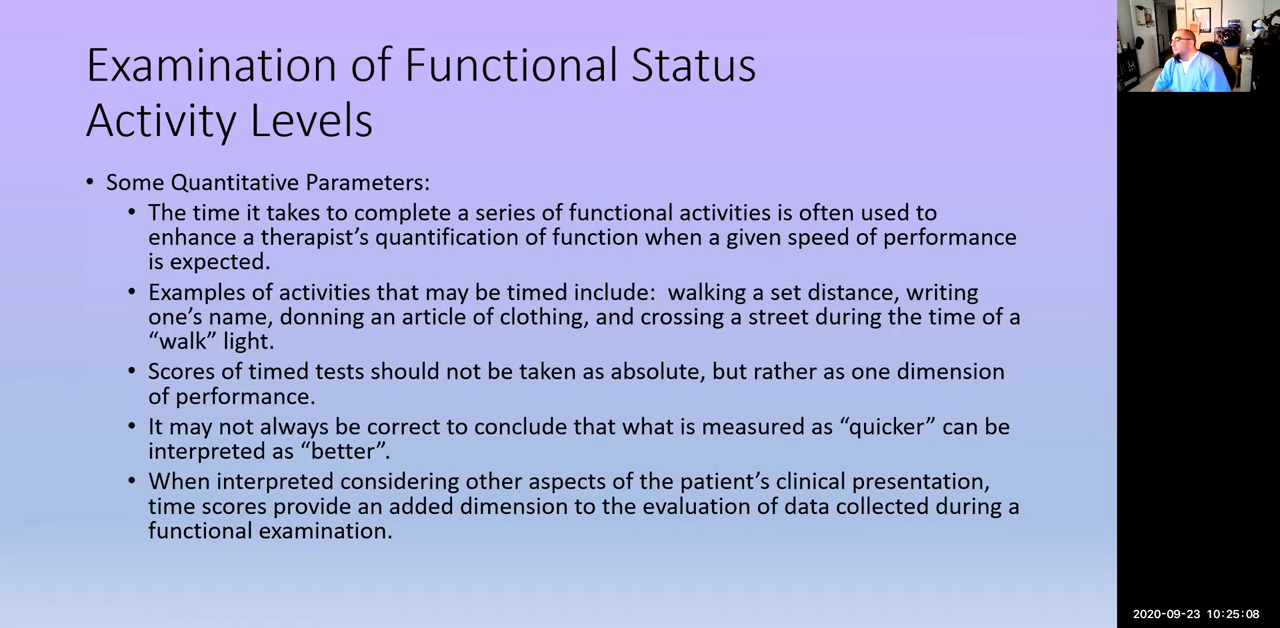 Examination of Functional Status
Activity Levels
• Some Quantitative Parameters:
• The time it takes to complete a series of functional activities is often used to
enhance a therapist’s quantification of function when a given speed of performance
is expected.
• Examples of activities that may be timed include:  walking a set distance, writing
one’s name, donning an article of clothing, and crossing a street during the time of a
“walk” light.
• Scores of timed tests should not be taken as absolute, but rather as one dimension
of performance.
• It may not always be correct to conclude that what is measured as “quicker” can be
interpreted as “better”.
• When interpreted considering other aspects of the patient’s clinical presentation,
time scores provide an added dimension to the evaluation of data collected during a
functional examination.
2020-09-23 10:25:08